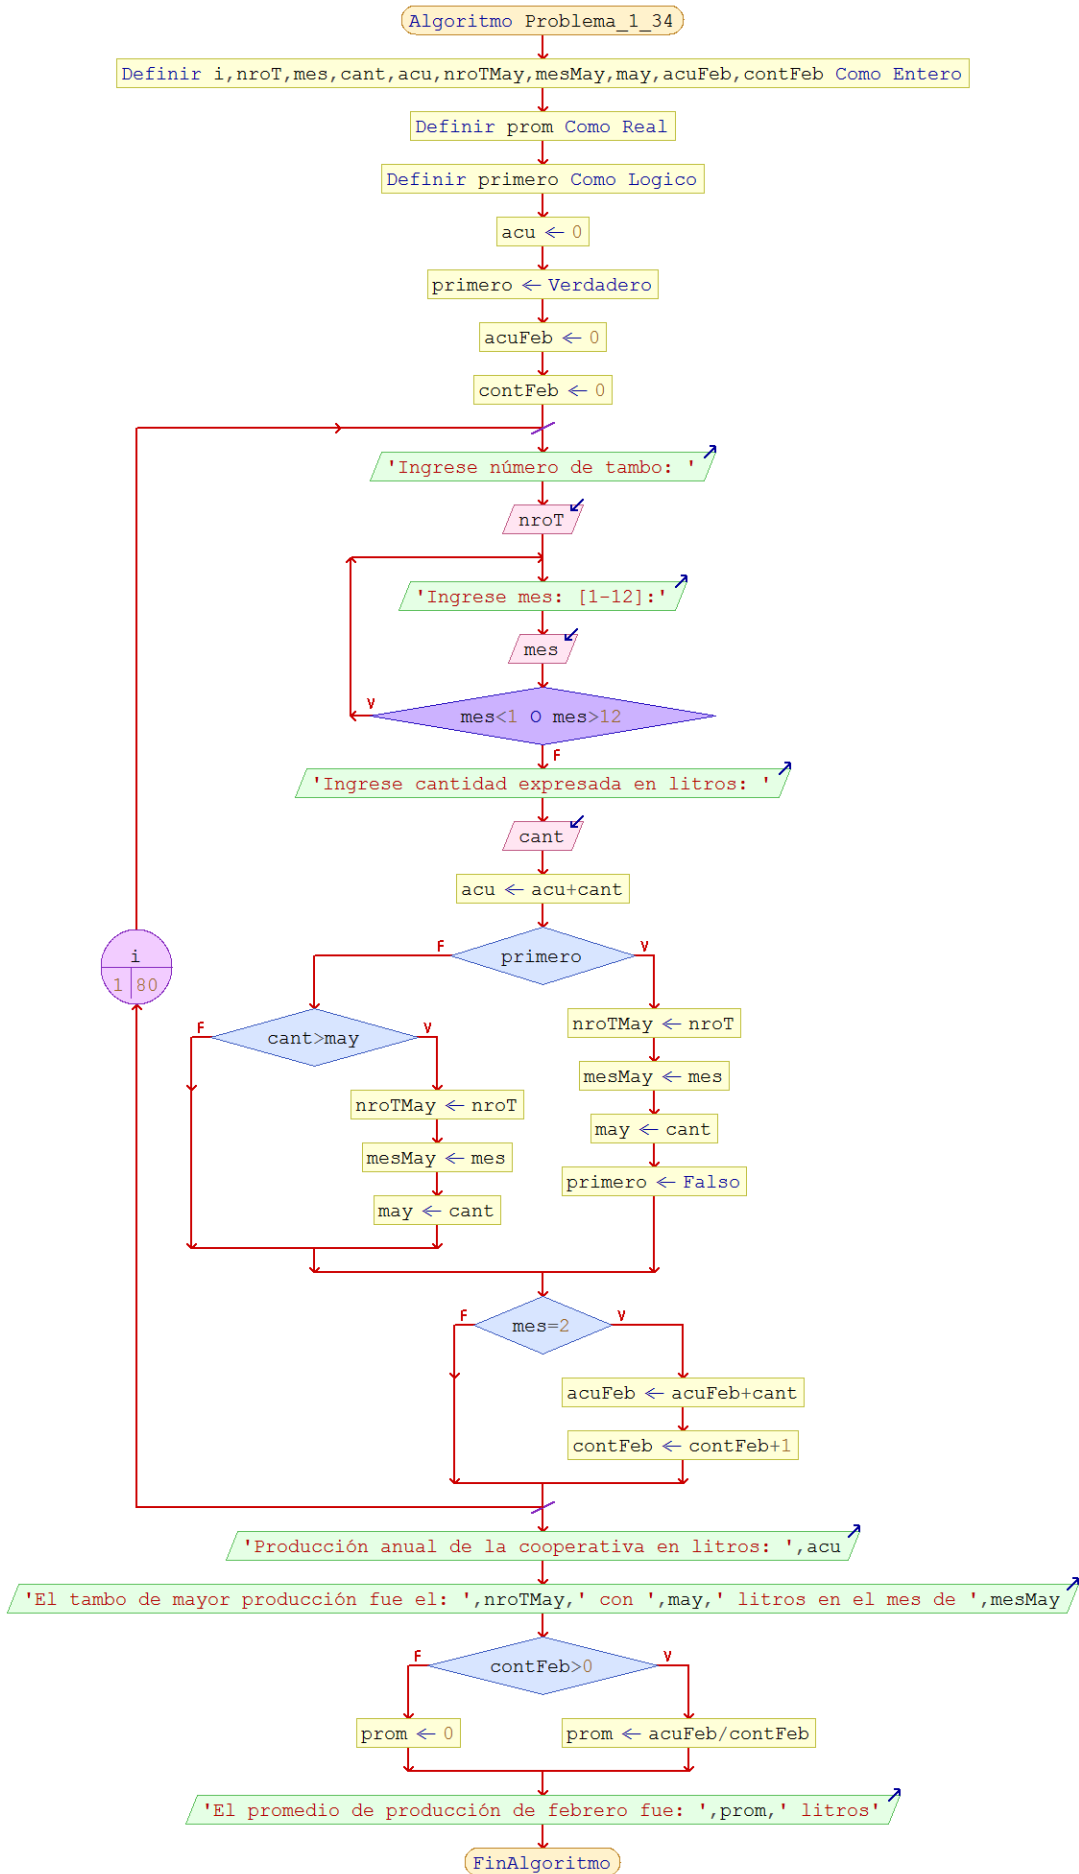 Algoritmo Problema_1_34
Definir i,nroT,mes,cant,acu,nroTMay,mesMay,may,acuFeb,contFeb Como Entero
Definir prom Como Real
Definir primero Como Logico
acu ← 0
primero ← Verdadero
acuFeb ← 0
contFeb ← 0
'Ingrese número de tambo: '
nroT
'Ingrese mes: [1-12]:'
mes
V
mes<1 O mes>12
F
'Ingrese cantidad expresada en litros: '
cant
acu ← acu+cant
i
1 80
F
primero
V
F
cant>may
V
nroTMay ← nroT
mesMay ← mes
may ← cant
nroTMay ← nroT
mesMay ← mes
may ← cant
primero ← Falso
F
mes=2
V
acuFeb ← acuFeb+cant
contFeb ← contFeb+1
'Producción anual de la cooperativa en litros: ',acu
'El tambo de mayor producción fue el: ',nroTMay,' con ',may,' litros en el mes de ',mesMay
F
contFeb>0
V
prom ← 0
prom ← acuFeb/contFeb
'El promedio de producción de febrero fue: ',prom,' litros'
FinAlgoritmo